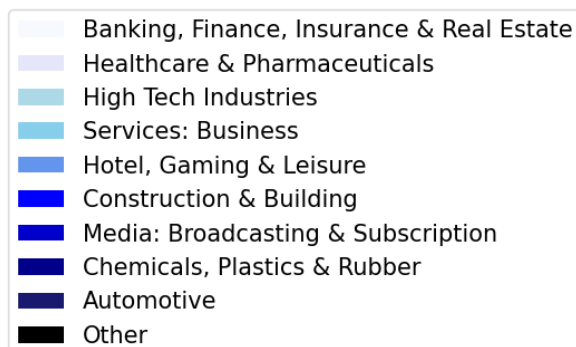 Banking, Finance, Insurance & Real Estate
Healthcare & Pharmaceuticals
High Tech Industries
Services: Business
Hotel, Gaming & Leisure
Construction & Building
Media: Broadcasting & Subscription
Chemicals, Plastics & Rubber
Automotive
Other